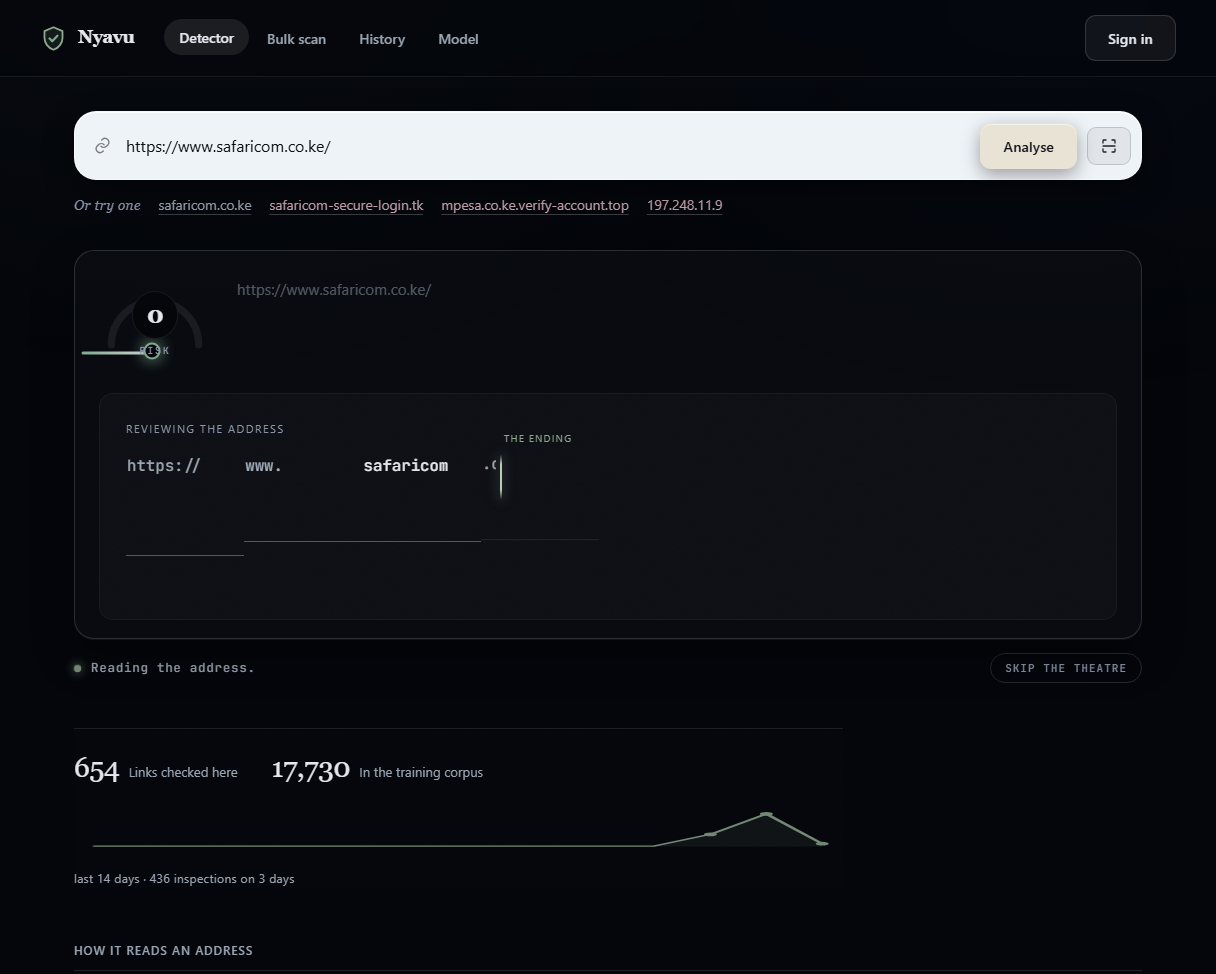 Nyavu Detector Bulk scan History Model Sign in
https://www.safaricom.co.ke/ Analyse
Or try one safaricom.co.ke safaricom-secure-login.tk mpesa.co.ke.verify-account.top 197.248.11.9
https://www.safaricom.co.ke/
0
RISK
REVIEWING THE ADDRESS
THE ENDING
https:// www. safaricom
Reading the address. SKIP THE THEATRE
654 Links checked here 17,730 In the training corpus
last 14 days · 436 inspections on 3 days
HOW IT READS AN ADDRESS